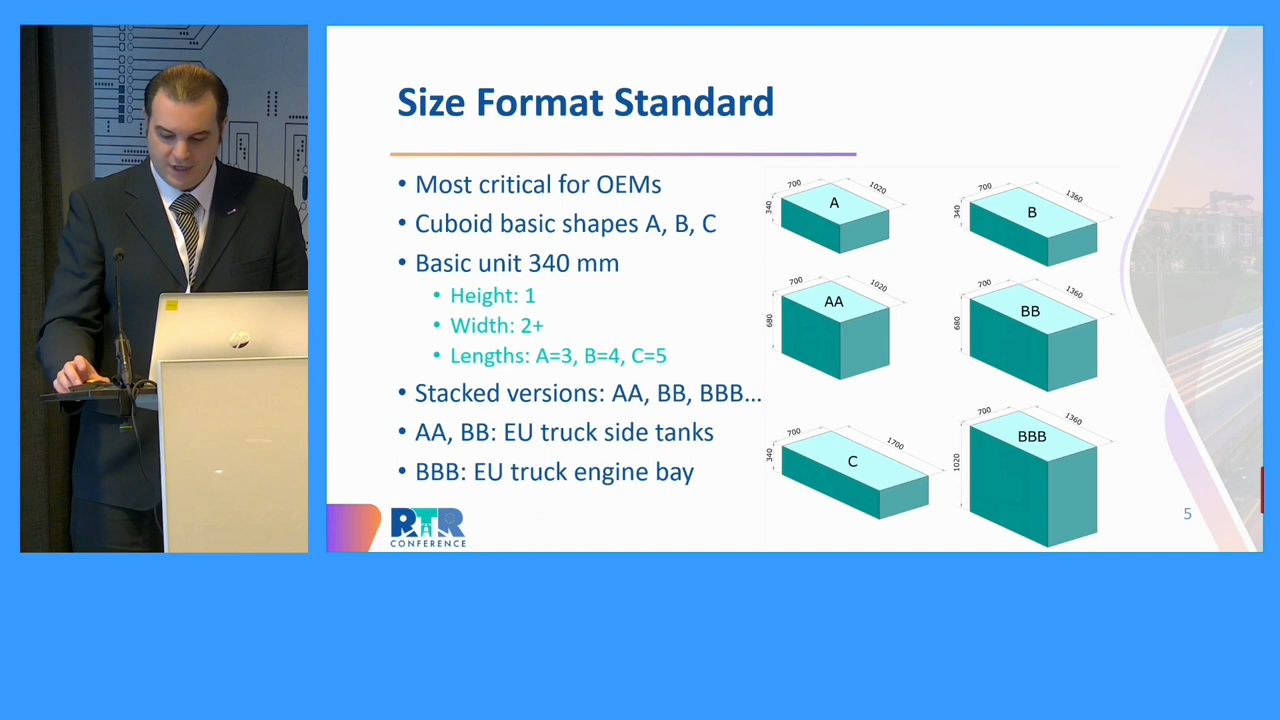 Size Format Standard
• Most critical for OEMs
• Cuboid basic shapes A, B, C
• Basic unit 340 mm
• Height: 1
• Width: 2+
• Lengths: A=3, B=4, C=5
• Stacked versions: AA, BB, BBB...
• AA, BB: EU truck side tanks
• BBB: EU truck engine bay
700
1020
340
A
700
1360
340
B
700
1020
680
AA
700
1360
680
BB
700
1700
340
C
700
1360
1020
BBB
RTR
CONFERENCE
5
hp